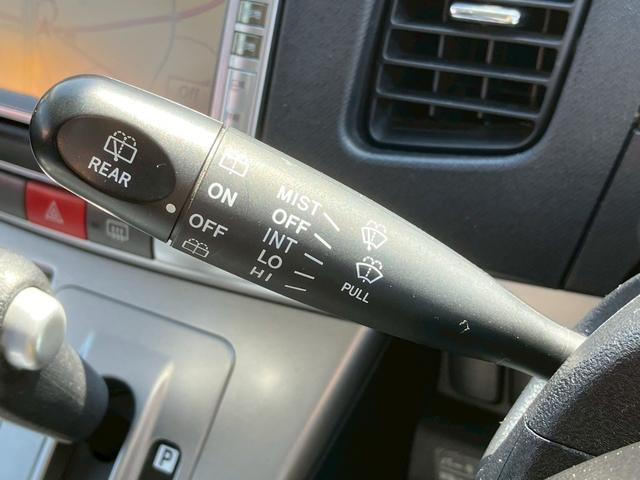 REAR
ON
OFF
MIST
OFF
INT
LO
HI
PULL
P